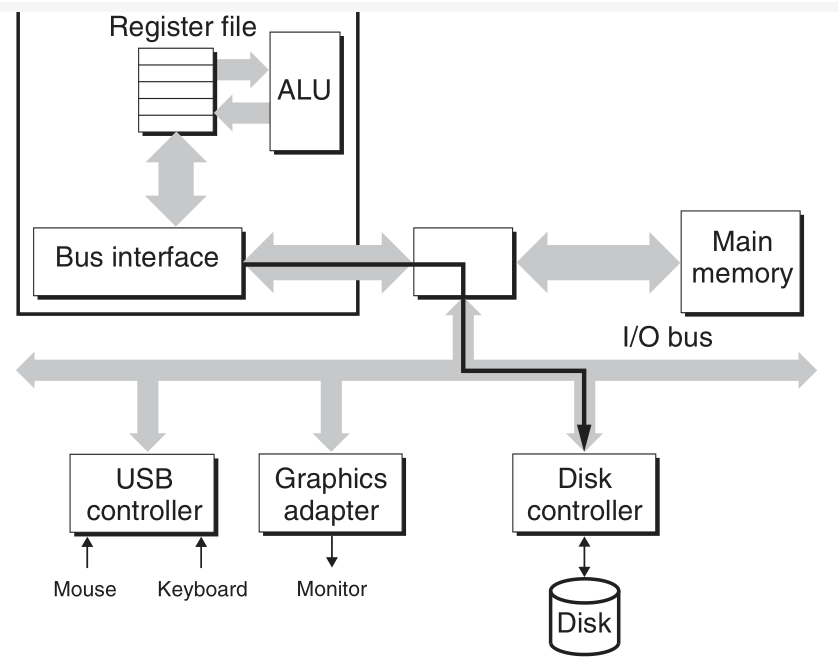 Register file
ALU
Bus interface
Main
memory
I/O bus
USB
controller
Graphics
adapter
Disk
controller
Mouse
Keyboard
Monitor
Disk